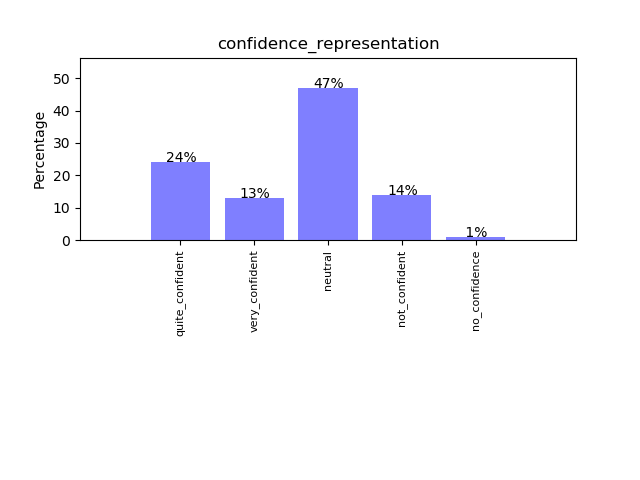 confidence_representation
Percentage
50
40
30
20
10
0
24%
13%
47%
14%
1%
quite_confident
very_confident
neutral
not_confident
no_confidence